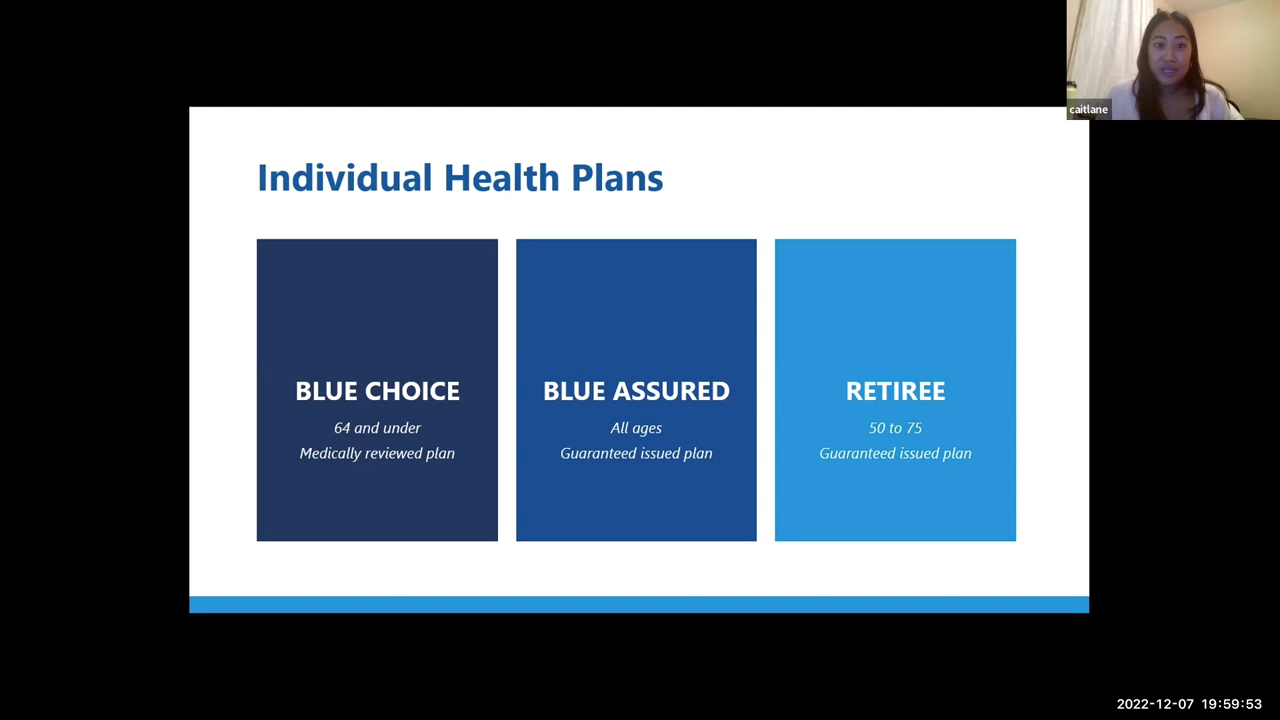 caitlane
Individual Health Plans
BLUE CHOICE
64 and under
Medically reviewed plan
BLUE ASSURED
All ages
Guaranteed issued plan
RETIREE
50 to 75
Guaranteed issued plan
2022-12-07 19:59:53